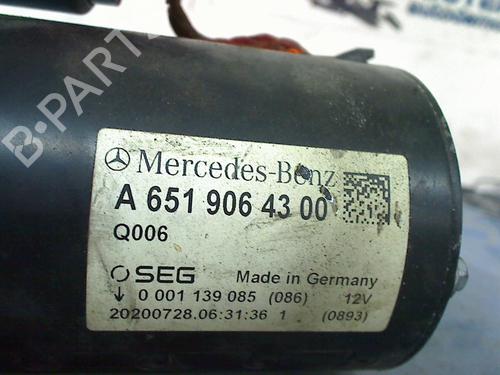 B-PARTS
Mercedes-Benz
A 651 906 43 00
Q006
SEG Made in Germany
0 001 139 085 (086) 12V
20200728.06:31:36 1 (0893)